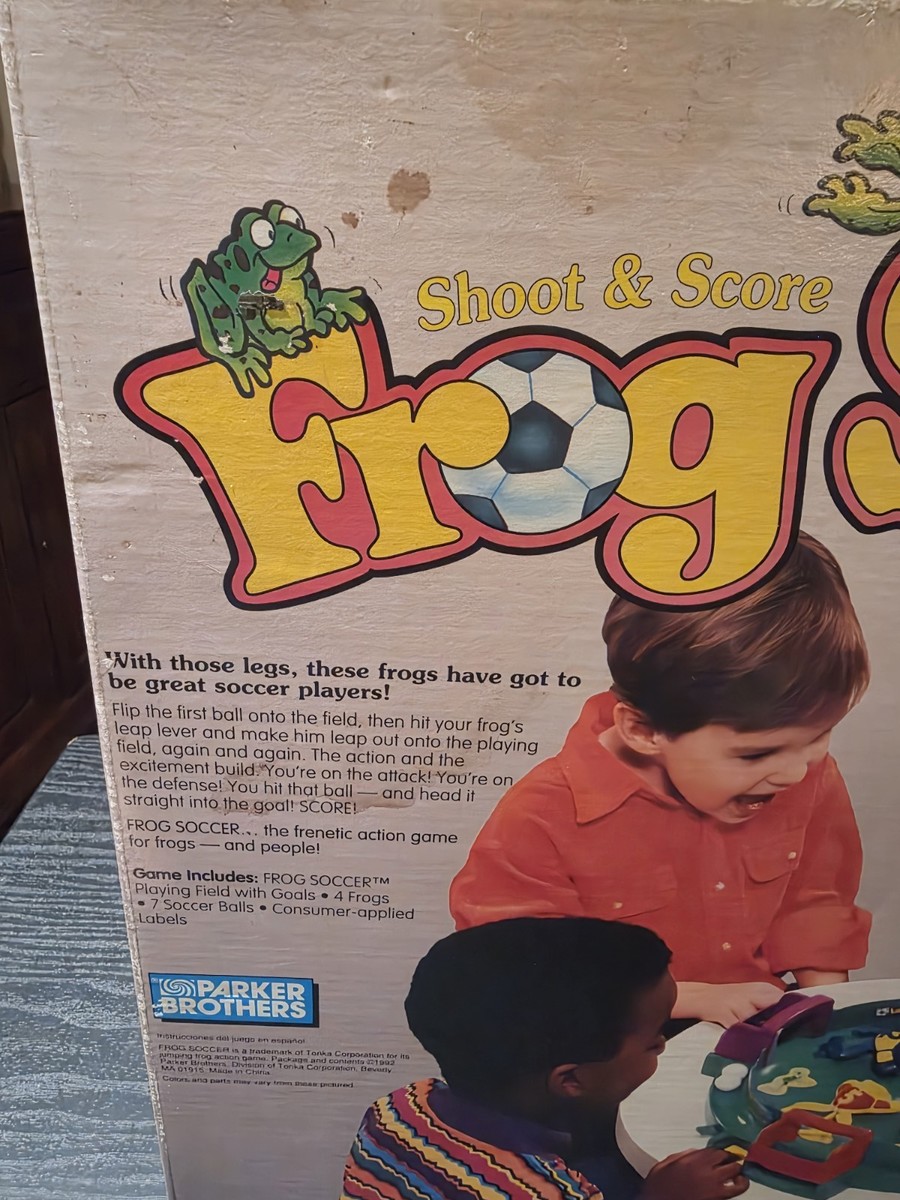 Shoot & Score
Frog S
With those legs, these frogs have got to
be great soccer players!
Flip the first ball onto the field, then hit your frog's
leap lever and make him leap out onto the playing
field, again and again. The action and the
excitement build. You're on the attack! You're on
the defense! You hit that ball — and head it
straight into the goal! SCORE!
FROG SOCCER... the frenetic action game
for frogs — and people!
Game Includes: FROG SOCCER™
Playing Field with Goals • 4 Frogs
• 7 Soccer Balls • Consumer-applied
Labels
PARKER
BROTHERS
Instrucciones del juego en español.
FROG SOCCER is a trademark of Tonka Corporation for its
jumping frog action game. Package and contents ©1992
Parker Brothers, Division of Tonka Corporation, Beverly,
MA 01915. Made in China.
Colors and parts may vary from those pictured.